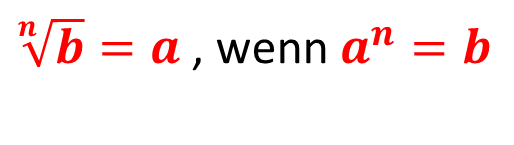 ⁿ√b = a , wenn aⁿ = b